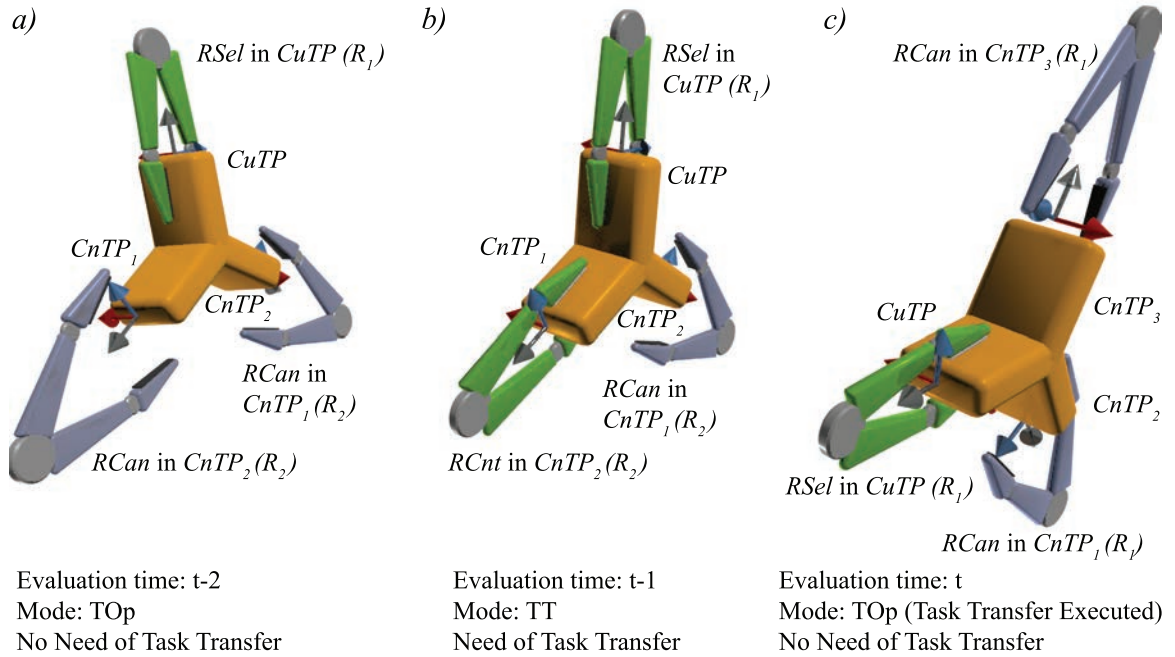 a)
RSel in CuTP (R1)
CuTP
CnTP1
CnTP2
RCan in
CnTP1 (R2)
RCan in CnTP2 (R2)
Evaluation time: t-2
Mode: TOp
No Need of Task Transfer
b)
RSel in
CuTP (R1)
CuTP
CnTP1
CnTP2
RCan in
CnTP1 (R2)
RCnt in CnTP2 (R2)
Evaluation time: t-1
Mode: TT
Need of Task Transfer
c)
RCan in CnTP3 (R1)
CnTP3
CuTP
CnTP2
RSel in CuTP (R1)
RCan in CnTP1 (R1)
Evaluation time: t
Mode: TOp (Task Transfer Executed)
No Need of Task Transfer